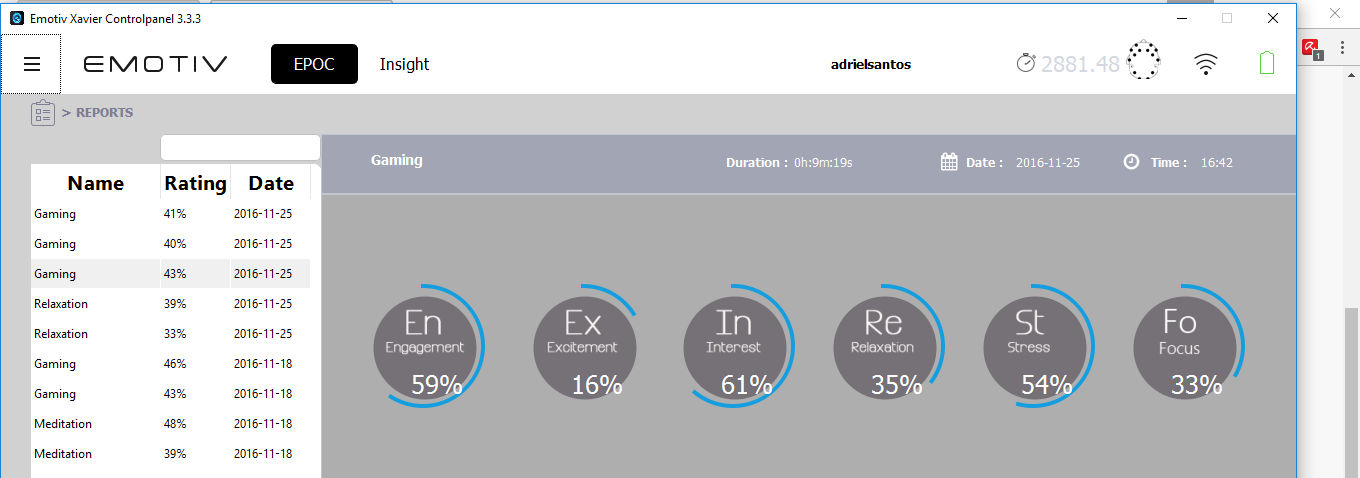 Emotiv Xavier Controlpanel 3.3.3
EMOTIV EPOC Insight adrielsantos 2881.48
1
> REPORTS
Gaming Duration : 0h:9m:19s Date : 2016-11-25 Time : 16:42
Name Rating Date
Gaming 41% 2016-11-25
Gaming 40% 2016-11-25
Gaming 43% 2016-11-25
Relaxation 39% 2016-11-25
Relaxation 33% 2016-11-25
Gaming 46% 2016-11-18
Gaming 43% 2016-11-18
Meditation 48% 2016-11-18
Meditation 39% 2016-11-18
En
Engagement
59%
Ex
Excitement
16%
In
Interest
61%
Re
Relaxation
35%
St
Stress
54%
Fo
Focus
33%